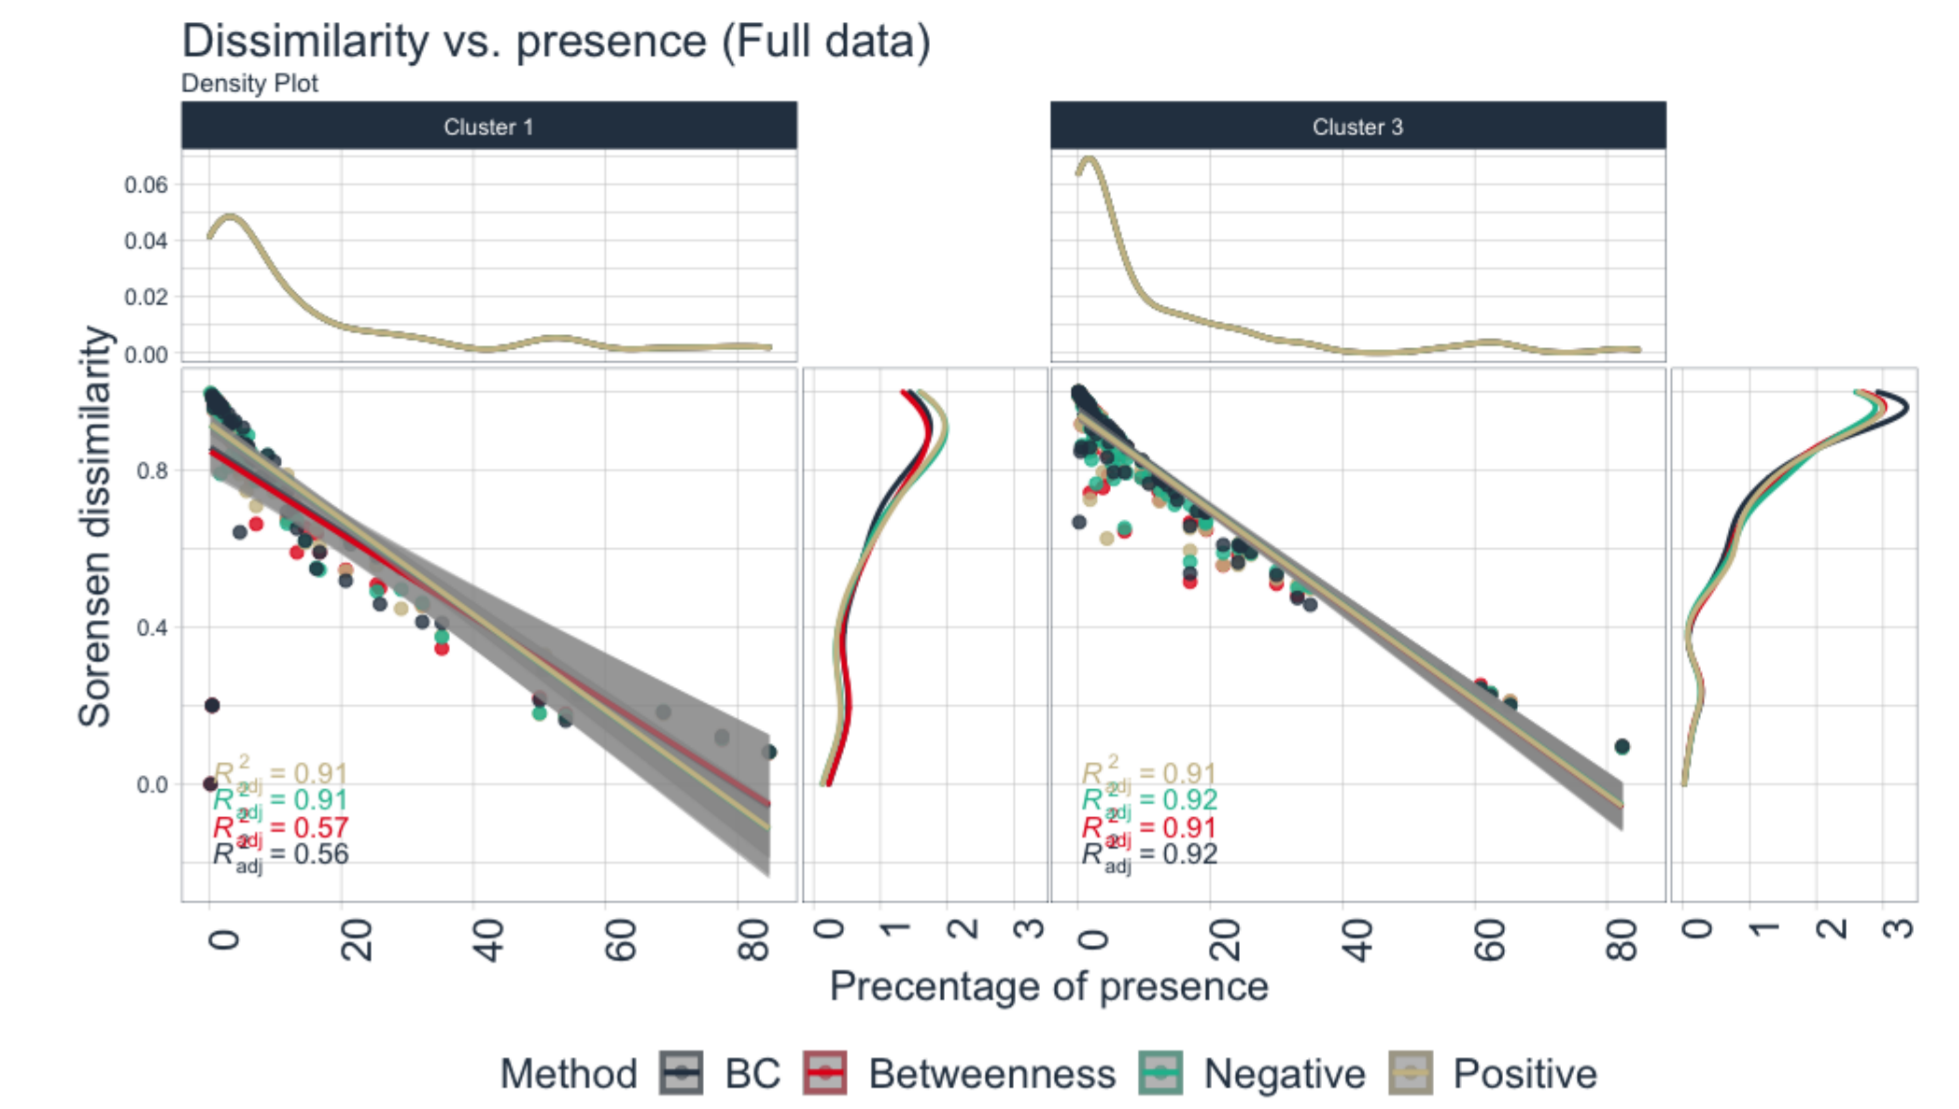 Dissimilarity vs. presence (Full data)
Density Plot
Cluster 1
Cluster 3
0.06
0.04
0.02
0.00
Sorensen dissimilarity
0.8
0.4
0.0
R²adj = 0.91
R²adj = 0.91
R²adj = 0.57
R²adj = 0.56
R²adj = 0.91
R²adj = 0.92
R²adj = 0.91
R²adj = 0.92
0 20 40 60 80 0 1 2 3 0 20 40 60 80 0 1 2 3
Precentage of presence
Method BC Betweenness Negative Positive